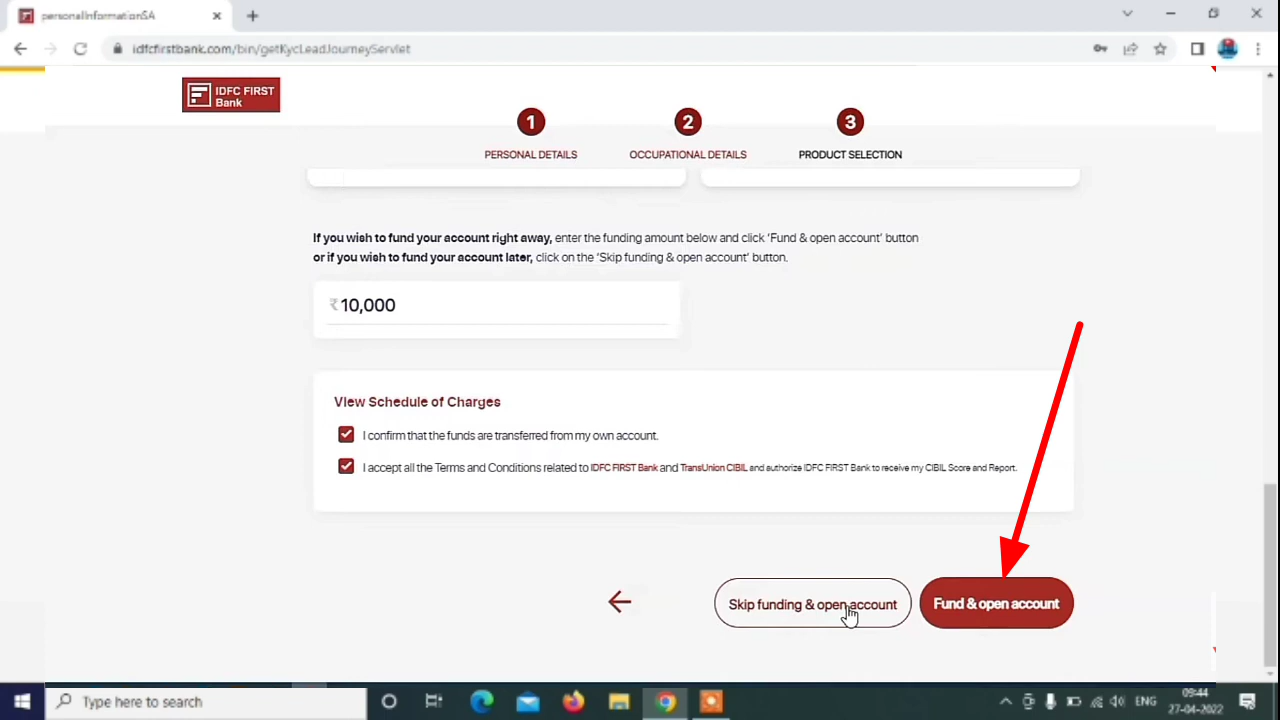 personalInformationSA
idfcfirstbank.com/bin/getKycLeadJourneyServlet
IDFC FIRST
Bank
1 2 3
PERSONAL DETAILS OCCUPATIONAL DETAILS PRODUCT SELECTION
If you wish to fund your account right away, enter the funding amount below and click ‘Fund & open account’ button
or if you wish to fund your account later, click on the ‘Skip funding & open account’ button.
₹10,000
View Schedule of Charges
I confirm that the funds are transferred from my own account.
I accept all the Terms and Conditions related to IDFC FIRST Bank and TransUnion CIBIL and authorize IDFC FIRST Bank to receive my CIBIL Score and Report.
Skip funding & open account Fund & open account
Type here to search
ENG
09:44
27-04-2022